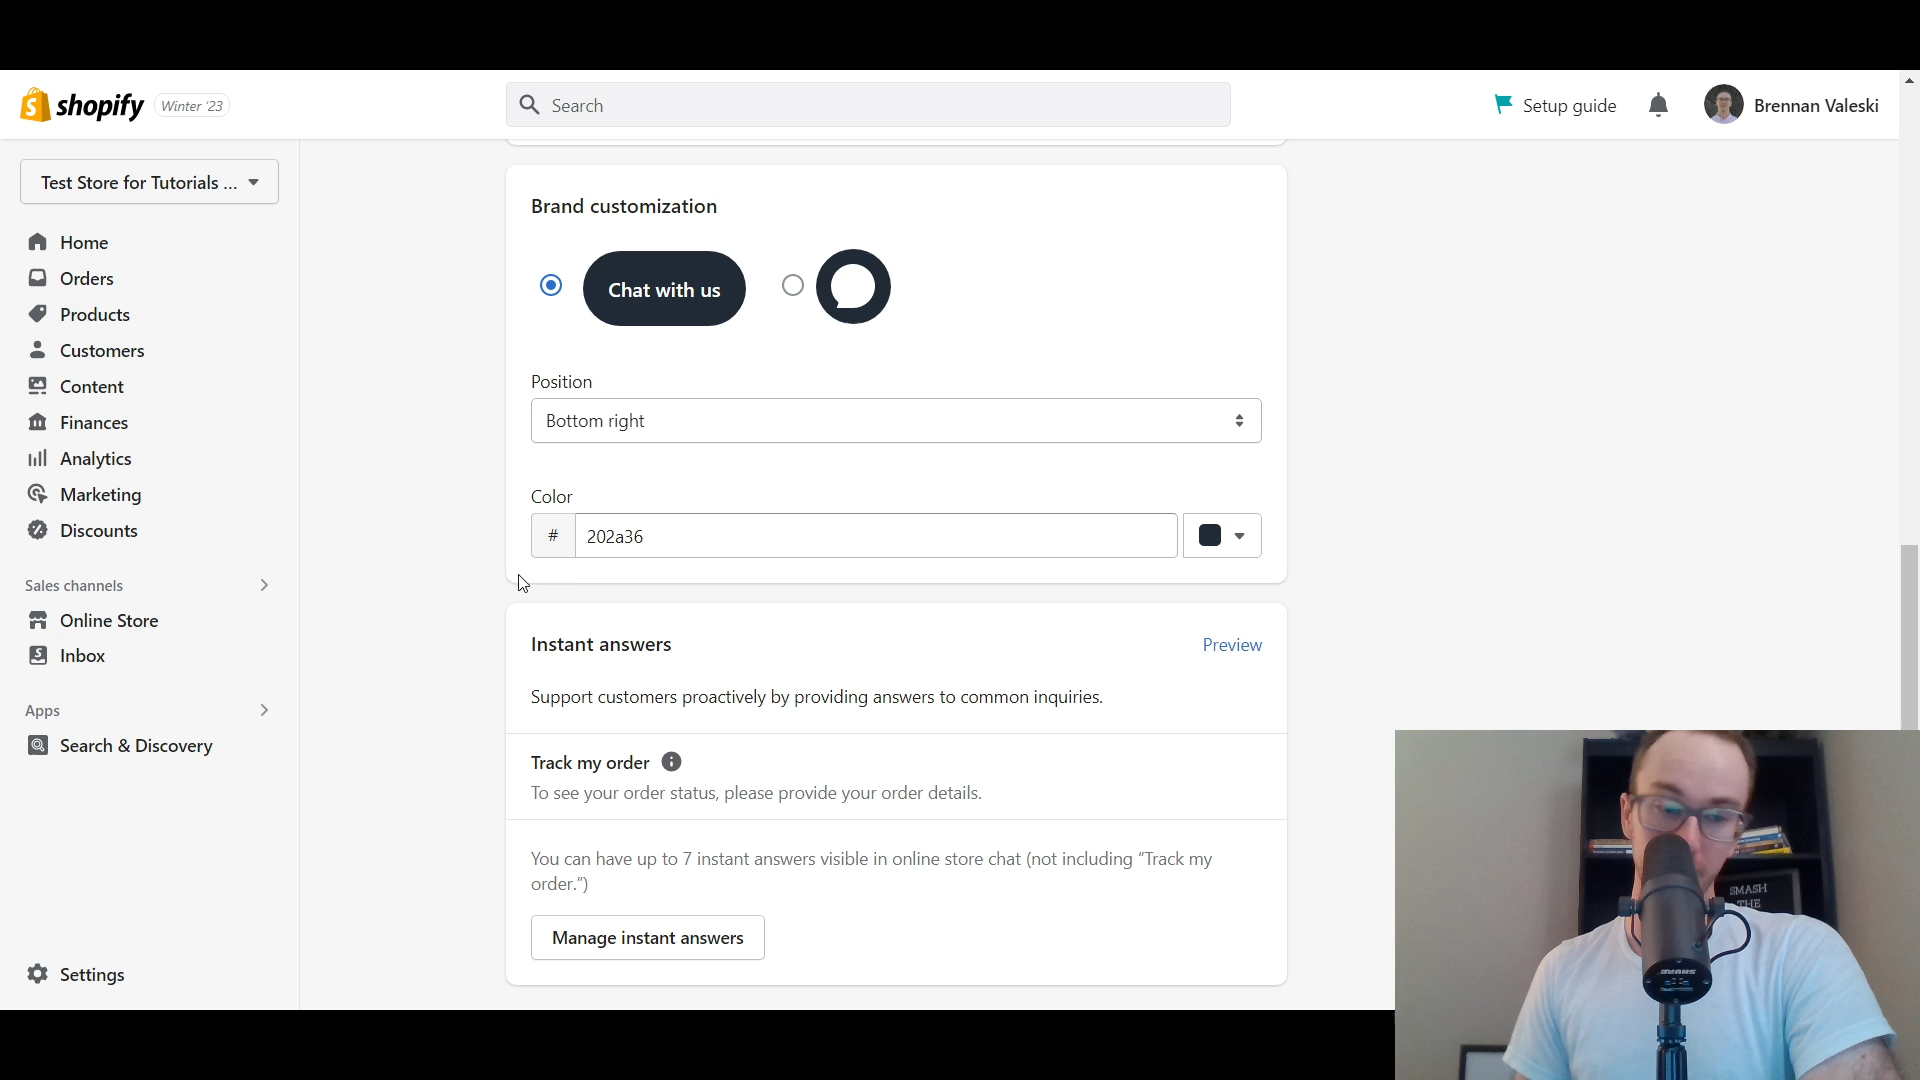 shopify Winter '23
Search
Setup guide
Brennan Valeski
Test Store for Tutorials ...
Home
Orders
Products
Customers
Content
Finances
Analytics
Marketing
Discounts
Sales channels
Online Store
Inbox
Apps
Search & Discovery
Settings
Brand customization
Chat with us
Position
Bottom right
Color
# 202a36
Instant answers
Preview
Support customers proactively by providing answers to common inquiries.
Track my order
To see your order status, please provide your order details.
You can have up to 7 instant answers visible in online store chat (not including “Track my
order.”)
Manage instant answers
SMASH
THE
SHURE